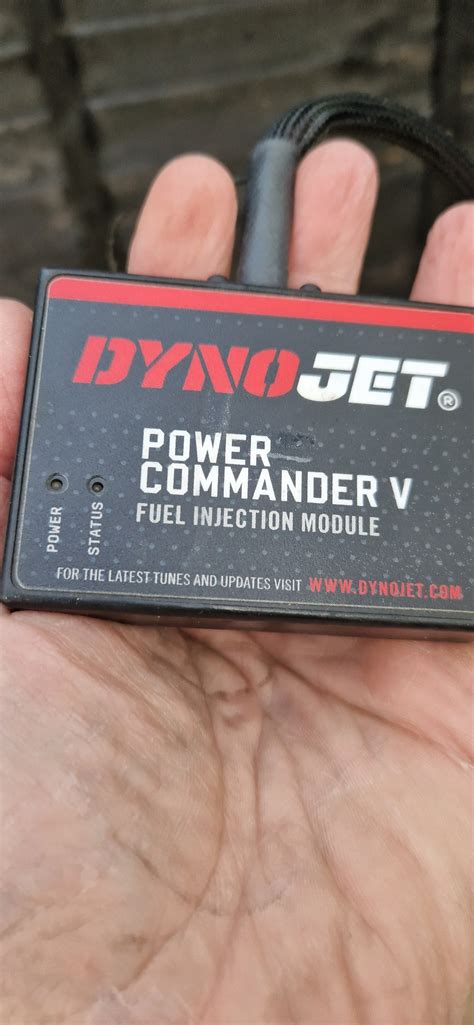 DYNOJET®
POWER
COMMANDER V
FUEL INJECTION MODULE
POWER
STATUS
FOR THE LATEST TUNES AND UPDATES VISIT WWW.DYNOJET.COM